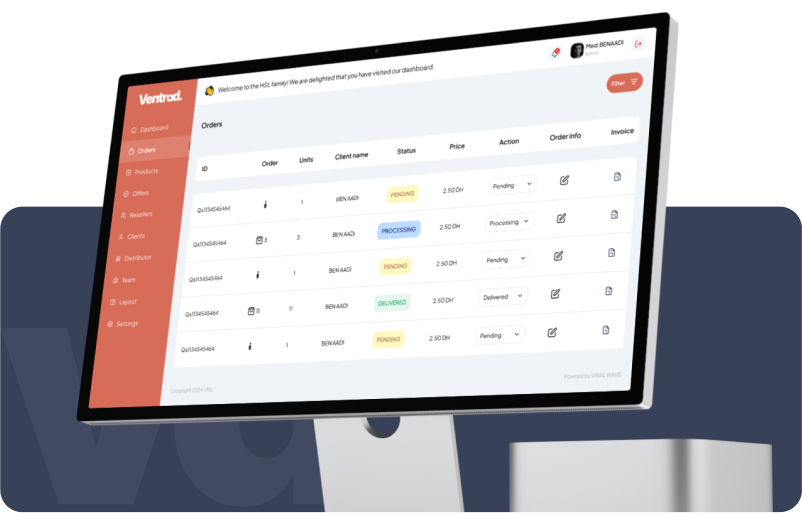 Welcome to the HSL family! We are delighted that you have visited our dashboard.
Med.BENAADI
Admin
Ventrod.
Dashboard
Orders
Products
Offers
Resellers
Clients
Distributor
Team
Layout
Settings
Orders
Filter
ID Order Units Client name Status Price Action Order info Invoice
Qs1134545464 1 BEN AADI PENDING 2.50 DH Pending
Qs1134545464 3 3 BEN AADI PROCESSING 2.50 DH Processing
Qs1134545464 1 BEN AADI PENDING 2.50 DH Pending
Qs1134545464 11 11 BEN AADI DELIVERED 2.50 DH Delivered
Qs1134545464 1 BEN AADI PENDING 2.50 DH Pending
Copyright 2024 HSL
Powered by VIRAL WAVE